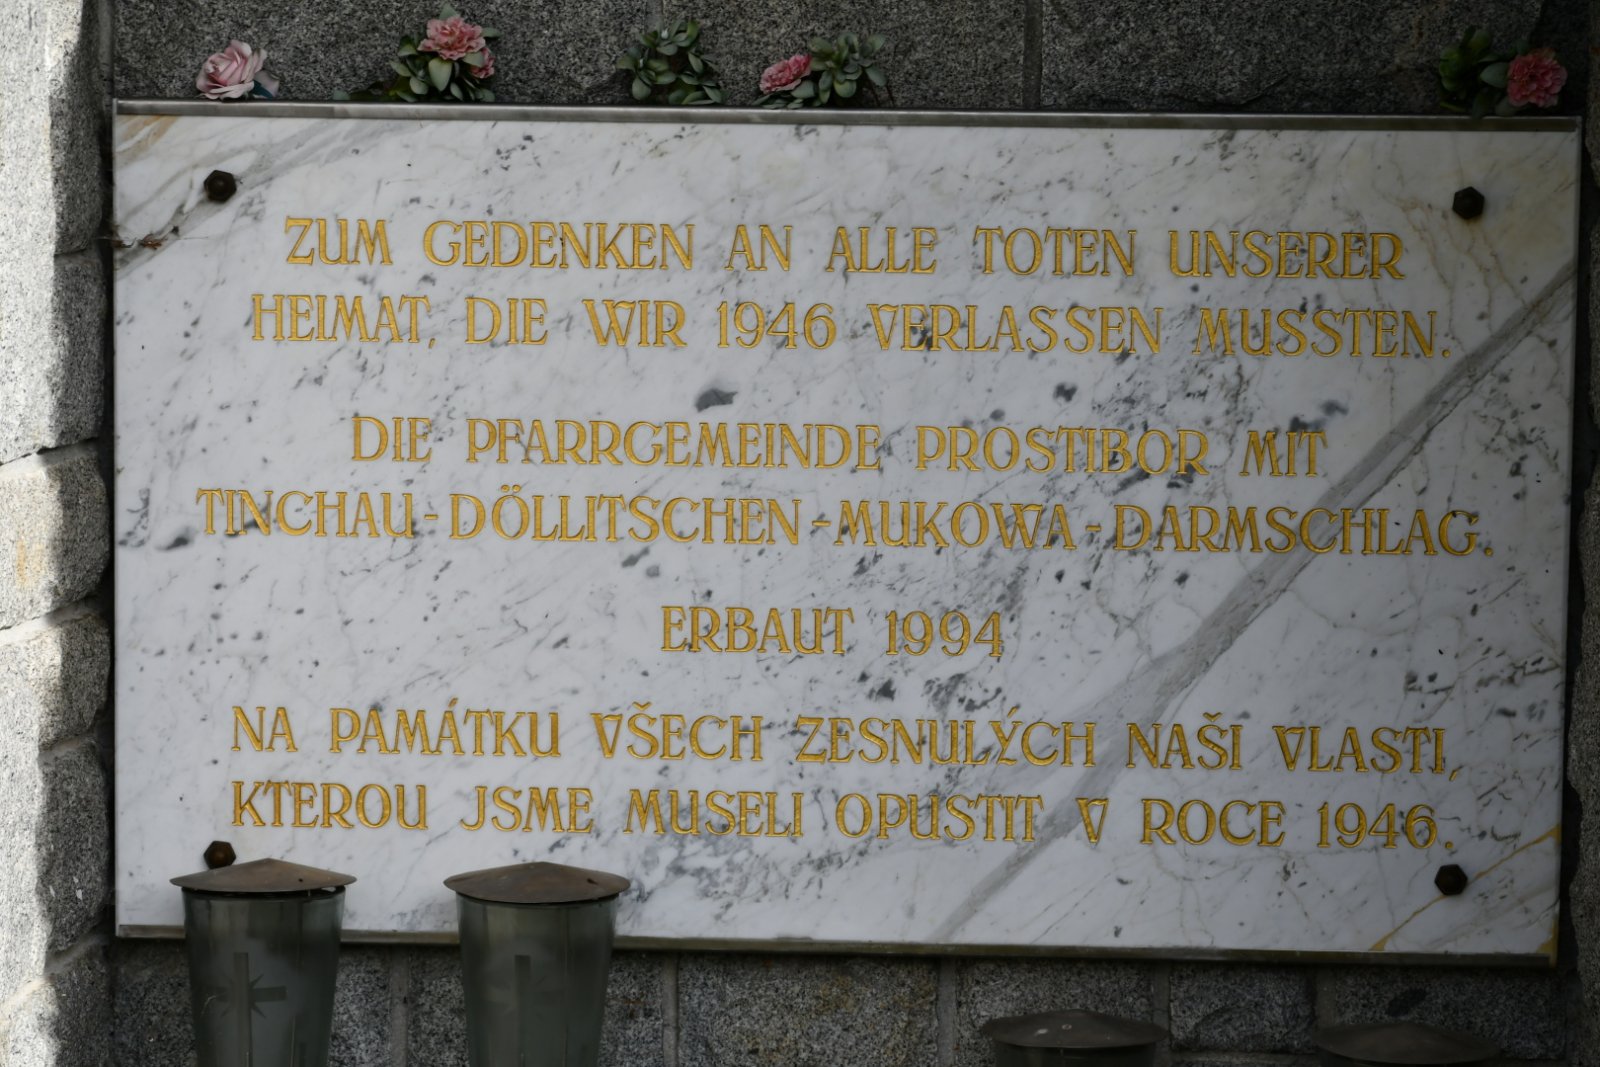 ZUM GEDENKEN AN ALLE TOTEN UNSERER
HEIMAT, DIE WIR 1946 VERLASSEN MUSSTEN.
DIE PFARRGEMEINDE PROSTIBOR MIT
TINCHAU-DÖLLITSCHEN-MUKOWA-DARMSCHLAG.
ERBAUT 1994
NA PAMÁTKU VŠECH ZESNULÝCH NAŠI VLASTI,
KTEROU JSME MUSELI OPUSTIT V ROCE 1946.